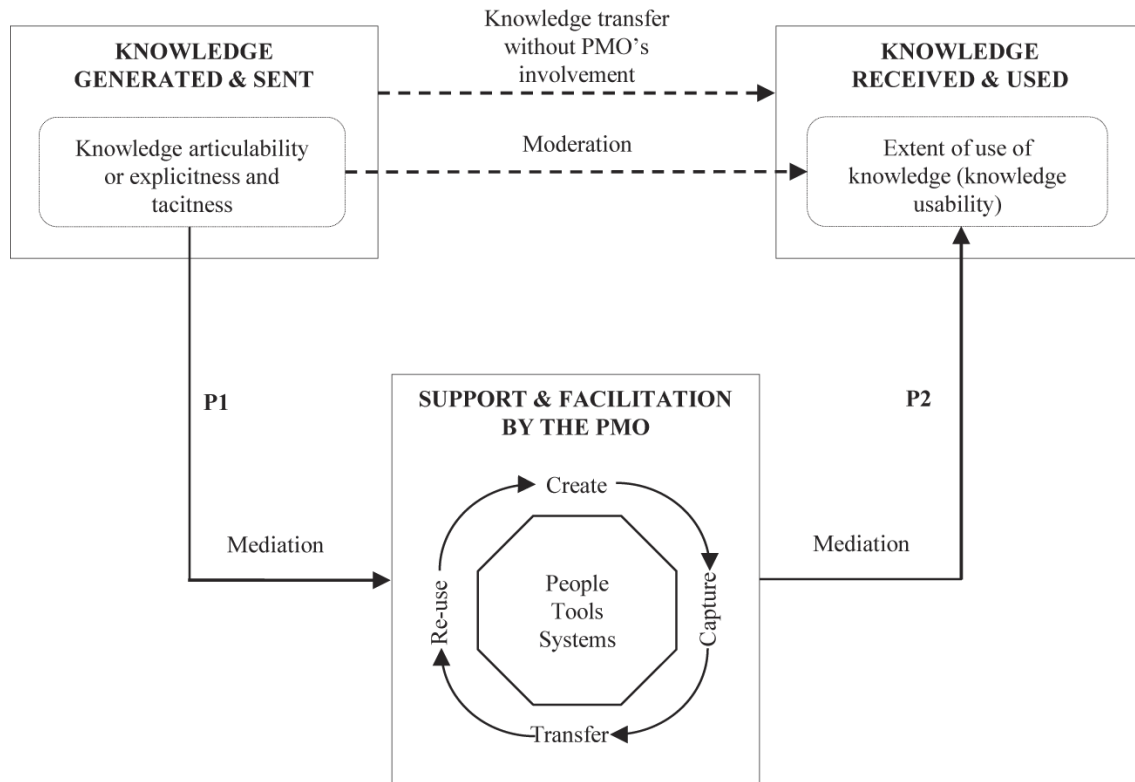 KNOWLEDGE
GENERATED & SENT
Knowledge articulability
or explicitness and
tacitness
Knowledge transfer
without PMO's
involvement
Moderation
KNOWLEDGE
RECEIVED & USED
Extent of use of
knowledge (knowledge
usability)
P1
Mediation
SUPPORT & FACILITATION
BY THE PMO
Create
Capture
Transfer
Re-use
People
Tools
Systems
P2
Mediation